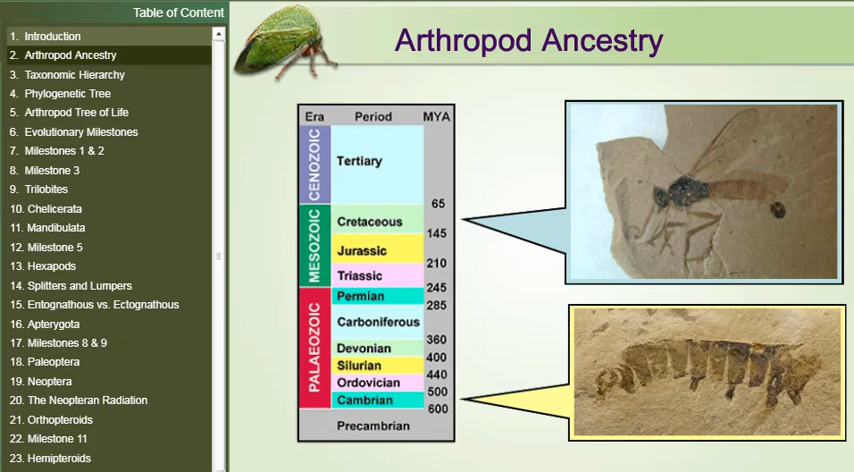 Table of Content
1. Introduction
2. Arthropod Ancestry
3. Taxonomic Hierarchy
4. Phylogenetic Tree
5. Arthropod Tree of Life
6. Evolutionary Milestones
7. Milestones 1 & 2
8. Milestone 3
9. Trilobites
10. Chelicerata
11. Mandibulata
12. Milestone 5
13. Hexapods
14. Splitters and Lumpers
15. Entognathous vs. Ectognathous
16. Apterygota
17. Milestones 8 & 9
18. Paleoptera
19. Neoptera
20. The Neopteran Radiation
21. Orthopteroids
22. Milestone 11
23. Hemipteroids
Arthropod Ancestry
Era Period MYA
CENOZOIC
Tertiary
65
MESOZOIC
Cretaceous
145
Jurassic
210
Triassic
245
PALAEOZOIC
Permian
285
Carboniferous
360
Devonian
400
Silurian
440
Ordovician
500
Cambrian
600
Precambrian